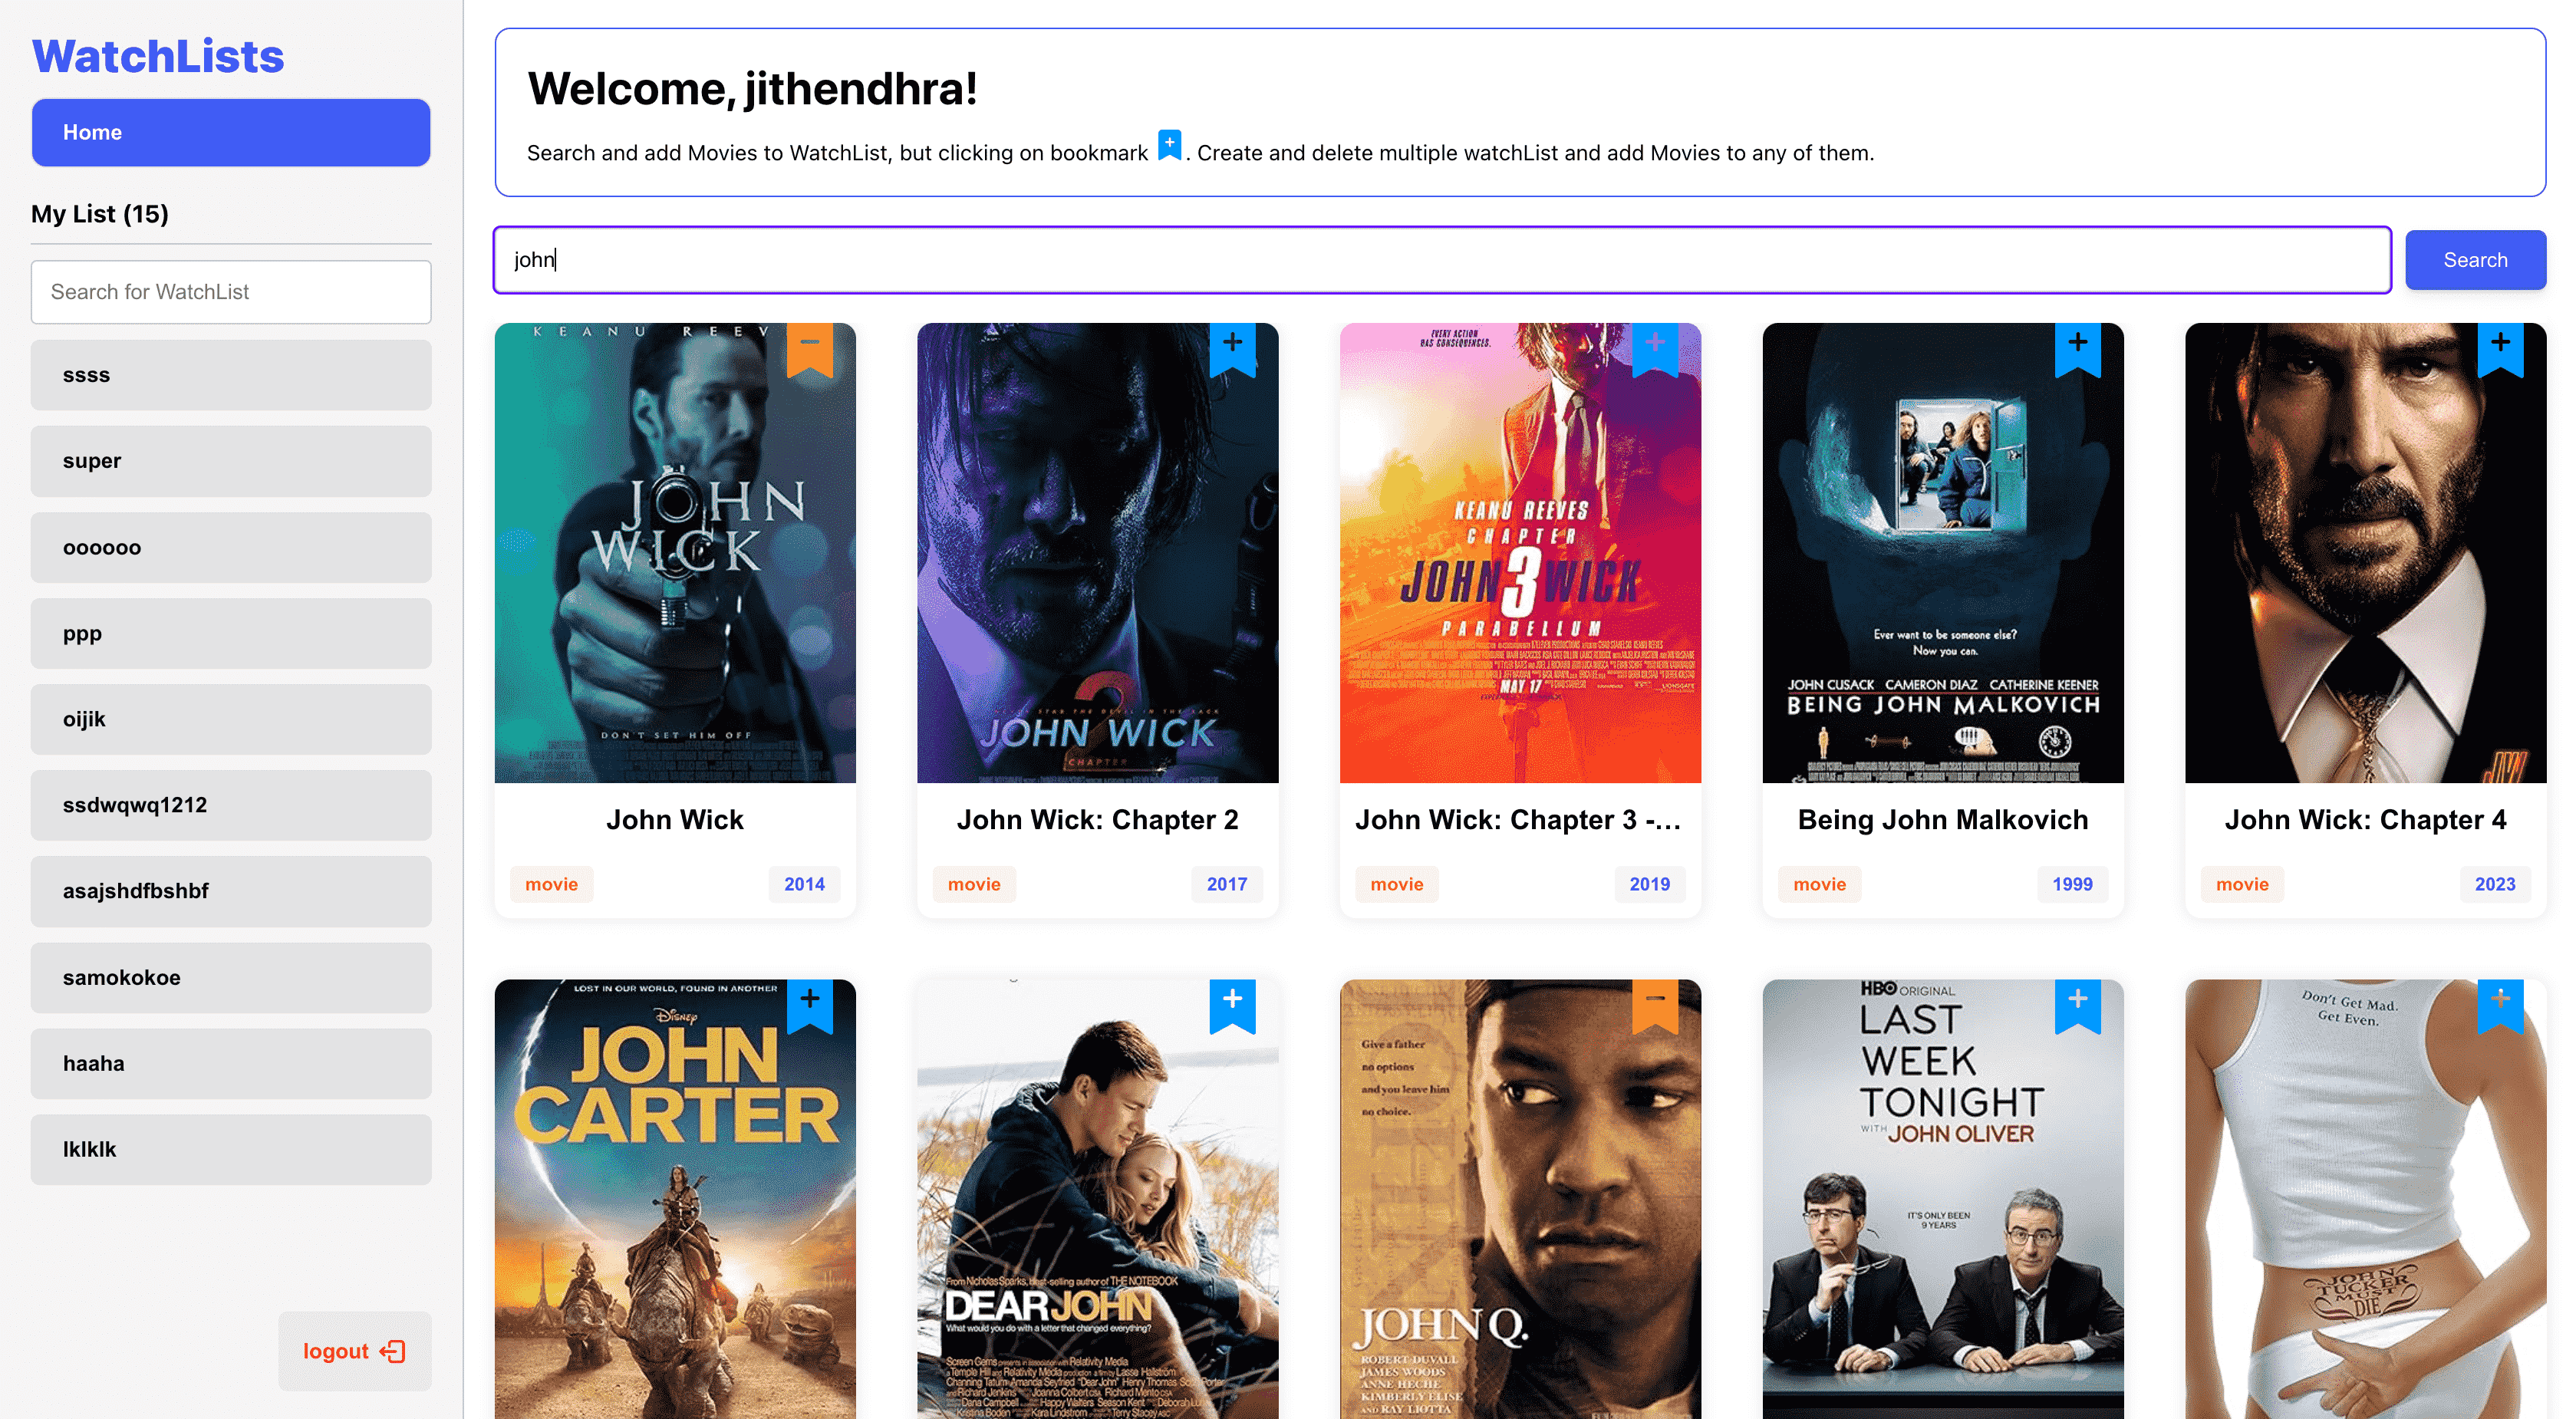 WatchLists
Home
My List (15)
Search for WatchList
ssss
super
oooooo
ppp
oijik
ssdwqwq1212
asajshdfbshbf
samokokoe
haaha
lklklk
logout
Welcome, jithendhra!
Search and add Movies to WatchList, but clicking on bookmark + . Create and delete multiple watchList and add Movies to any of them.
john
Search
KEANU REEV
JOHN
WICK
DON'T SET HIM OFF
John Wick
movie 2014
2
JOHN WICK
CHAPTER
John Wick: Chapter 2
movie 2017
EVERY ACTION
HAS CONSEQUENCES.
KEANU REEVES
CHAPTER
JOHN 3 WICK
PARABELLUM
MAY 17
John Wick: Chapter 3 -...
movie 2019
Ever want to be someone else?
Now you can.
JOHN CUSACK CAMERON DIAZ CATHERINE KEENER
BEING JOHN MALKOVICH
Being John Malkovich
movie 1999
JW
John Wick: Chapter 4
movie 2023
LOST IN OUR WORLD, FOUND IN ANOTHER
Disney
JOHN
CARTER
From Nicholas Sparks, best-selling author of THE NOTEBOOK
DEAR JOHN
What would you do with a letter that changed everything?
Give a father
no options
and you leave him
no choice.
JOHN Q.
ROBERT DUVALL
JAMES WOODS
ANNE HECHE
KIMBERLY ELISE
AND RAY LIOTTA
HBO ORIGINAL
LAST
WEEK
TONIGHT
WITH JOHN OLIVER
IT'S ONLY BEEN
9 YEARS
Don't Get Mad.
Get Even.
JOHN
TUCKER
MUST
DIE